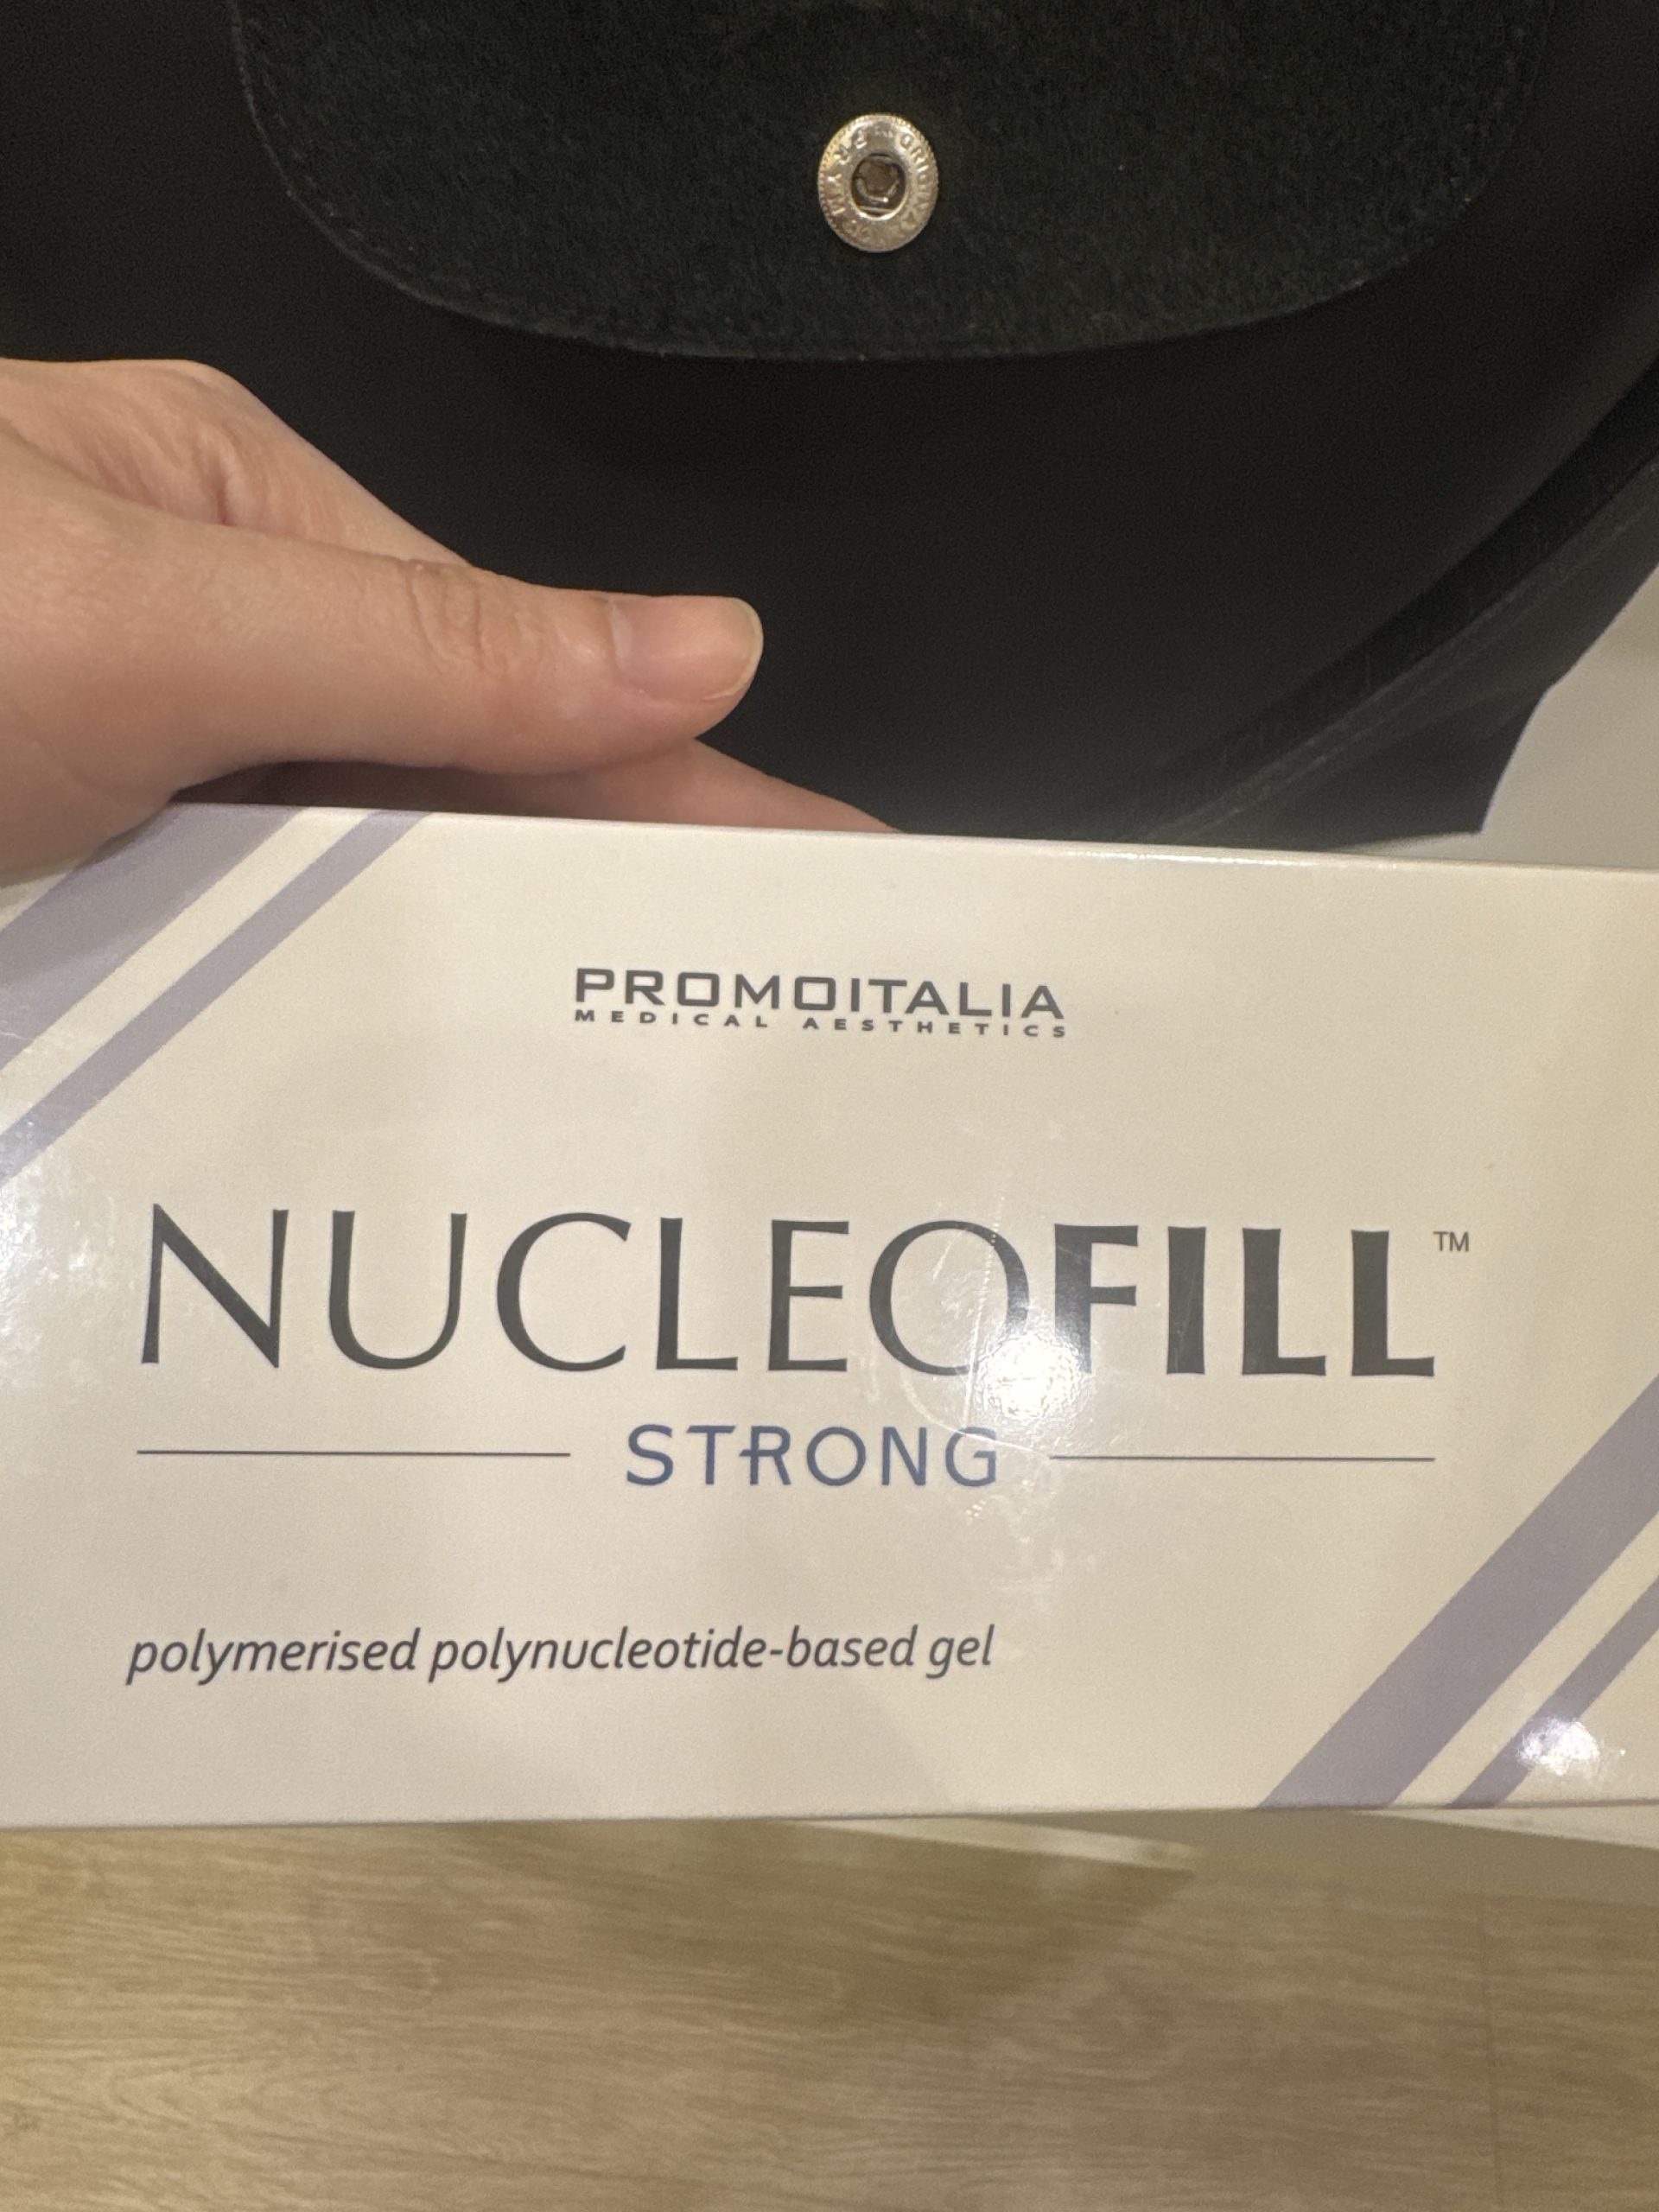 PROMOITALIA
MEDICAL AESTHETICS
NUCLEOFILL™
STRONG
polymerised polynucleotide-based gel